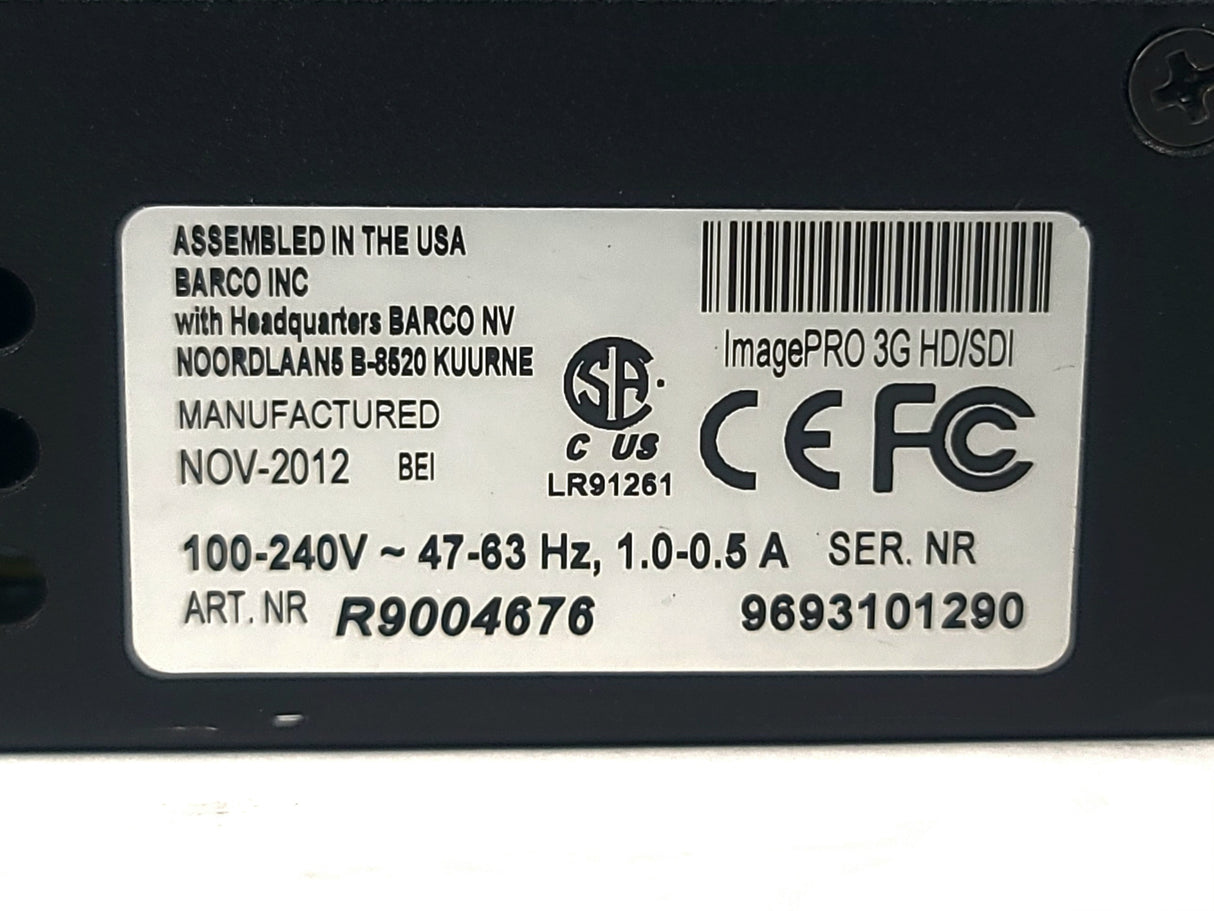 ASSEMBLED IN THE USA
BARCO INC
with Headquarters BARCO NV
NOORDLAAN5 B-8520 KUURNE
MANUFACTURED
NOV-2012 BEI
SA
C US
LR91261
ImagePRO 3G HD/SDI
CE FC
100-240V ~ 47-63 Hz, 1.0-0.5 A SER. NR
ART. NR R9004676 9693101290